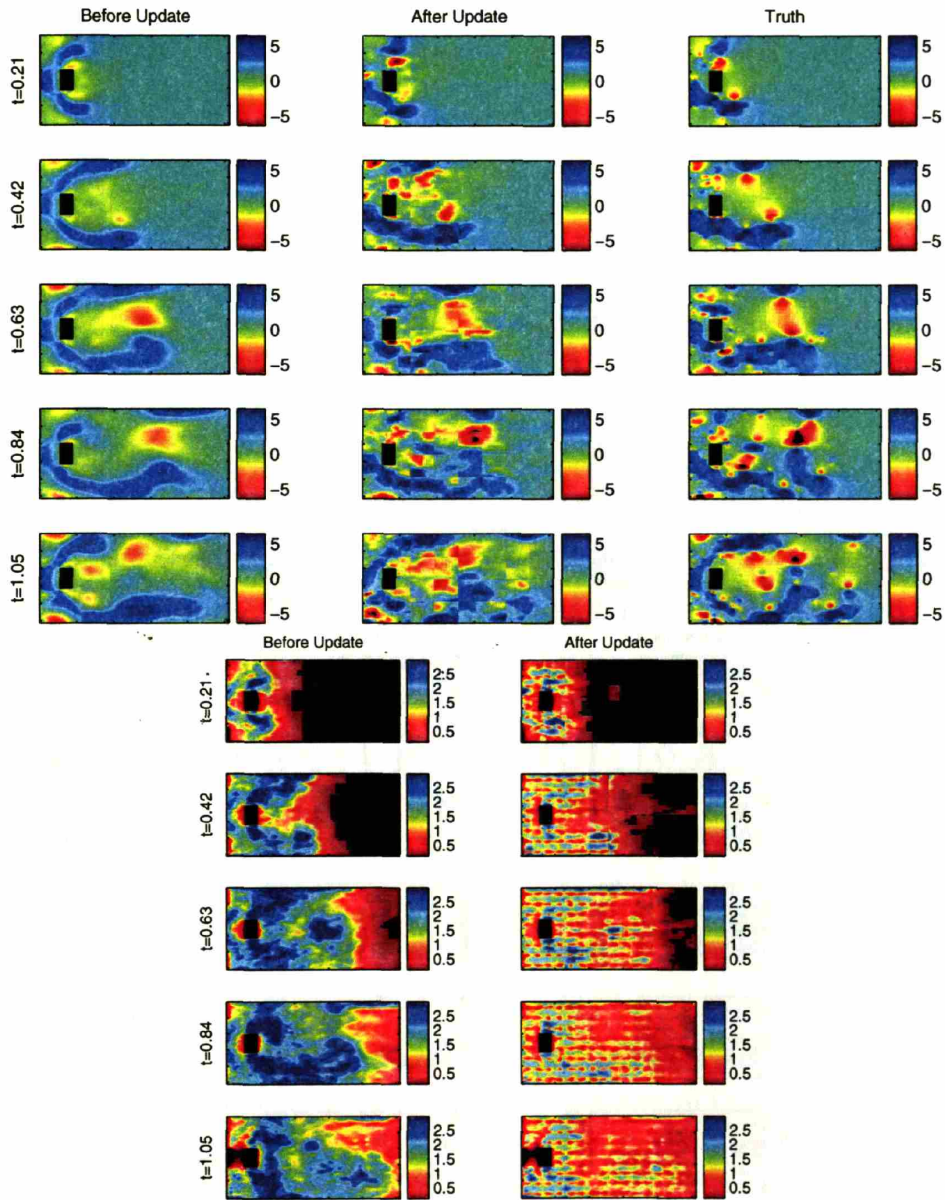 Before Update After Update Truth
t=0.21
5 0 −5 5 0 −5 5 0 −5
t=0.42
5 0 −5 5 0 −5 5 0 −5
t=0.63
5 0 −5 5 0 −5 5 0 −5
t=0.84
5 0 −5 5 0 −5 5 0 −5
t=1.05
5 0 −5 5 0 −5 5 0 −5
Before Update After Update
t=0.21
2.5 2 1.5 1 0.5 2.5 2 1.5 1 0.5
t=0.42
2.5 2 1.5 1 0.5 2.5 2 1.5 1 0.5
t=0.63
2.5 2 1.5 1 0.5 2.5 2 1.5 1 0.5
t=0.84
2.5 2 1.5 1 0.5 2.5 2 1.5 1 0.5
t=1.05
2.5 2 1.5 1 0.5 2.5 2 1.5 1 0.5